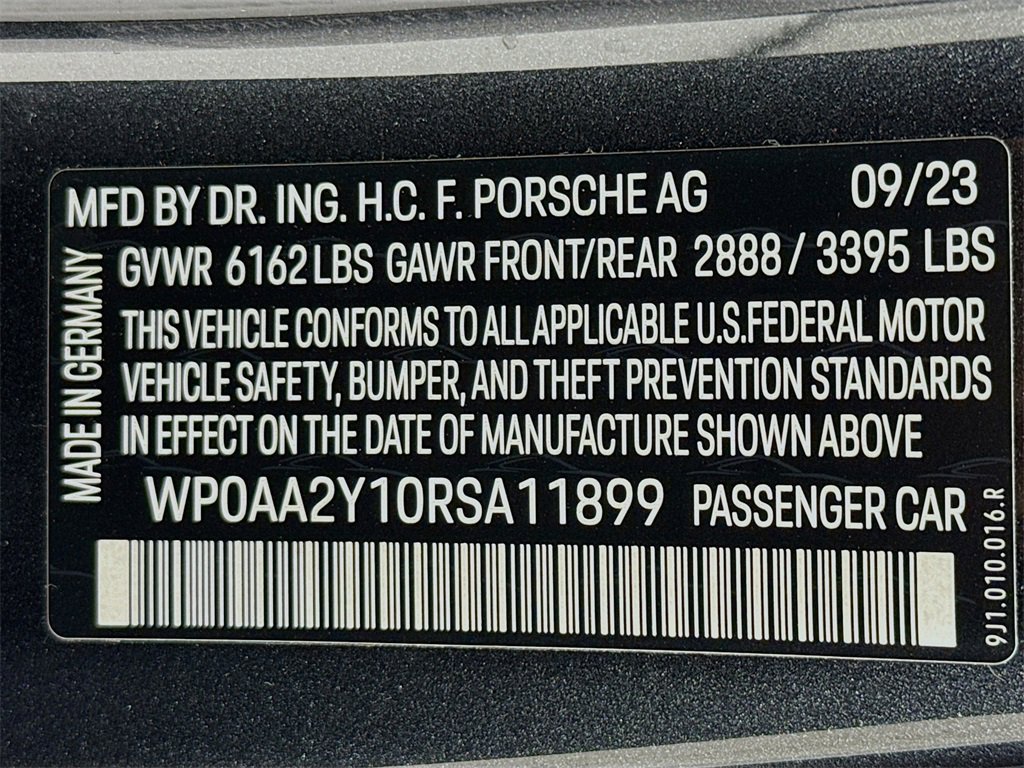 MFD BY DR. ING. H.C. F. PORSCHE AG 09/23
GVWR 6162 LBS GAWR FRONT/REAR 2888 / 3395 LBS
THIS VEHICLE CONFORMS TO ALL APPLICABLE U.S.FEDERAL MOTOR
VEHICLE SAFETY, BUMPER, AND THEFT PREVENTION STANDARDS
IN EFFECT ON THE DATE OF MANUFACTURE SHOWN ABOVE
WP0AA2Y10RSA11899 PASSENGER CAR
MADE IN GERMANY
9J1.010.016.R